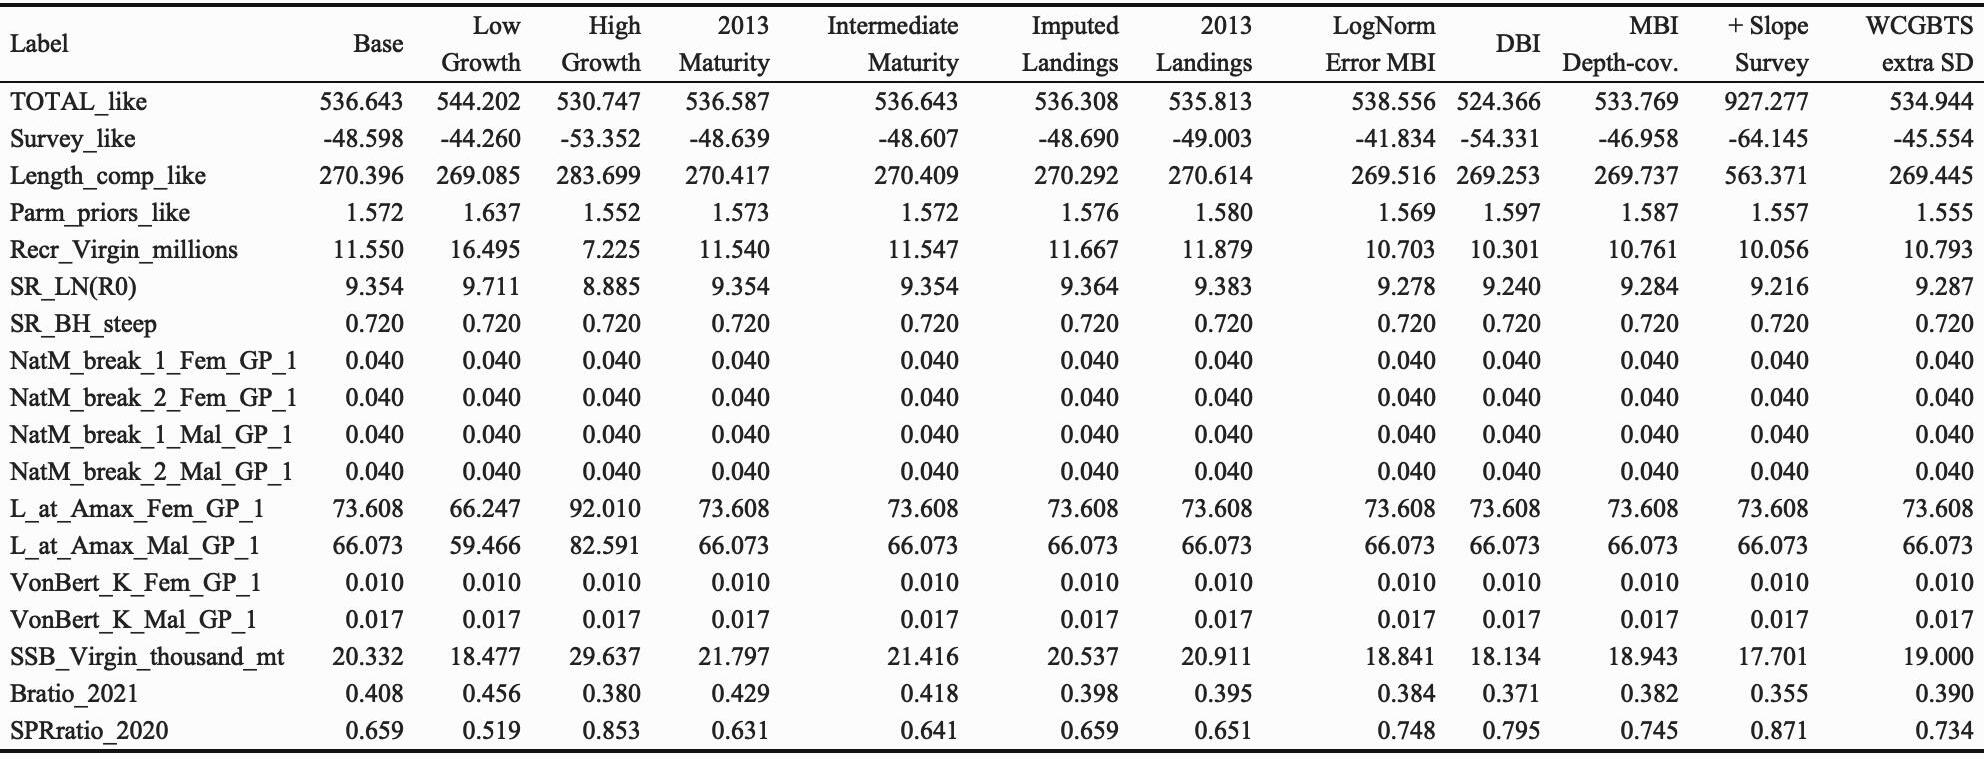 Label Base Low Growth High Growth 2013 Maturity Intermediate Maturity Imputed Landings 2013 Landings LogNorm Error MBI DBI MBI Depth-cov. + Slope Survey WCGBTS extra SD
TOTAL_like 536.643 544.202 530.747 536.587 536.643 536.308 535.813 538.556 524.366 533.769 927.277 534.944
Survey_like -48.598 -44.260 -53.352 -48.639 -48.607 -48.690 -49.003 -41.834 -54.331 -46.958 -64.145 -45.554
Length_comp_like 270.396 269.085 283.699 270.417 270.409 270.292 270.614 269.516 269.253 269.737 563.371 269.445
Parm_priors_like 1.572 1.637 1.552 1.573 1.572 1.576 1.580 1.569 1.597 1.587 1.557 1.555
Recr_Virgin_millions 11.550 16.495 7.225 11.540 11.547 11.667 11.879 10.703 10.301 10.761 10.056 10.793
SR_LN(R0) 9.354 9.711 8.885 9.354 9.354 9.364 9.383 9.278 9.240 9.284 9.216 9.287
SR_BH_steep 0.720 0.720 0.720 0.720 0.720 0.720 0.720 0.720 0.720 0.720 0.720 0.720
NatM_break_1_Fem_GP_1 0.040 0.040 0.040 0.040 0.040 0.040 0.040 0.040 0.040 0.040 0.040 0.040
NatM_break_2_Fem_GP_1 0.040 0.040 0.040 0.040 0.040 0.040 0.040 0.040 0.040 0.040 0.040 0.040
NatM_break_1_Mal_GP_1 0.040 0.040 0.040 0.040 0.040 0.040 0.040 0.040 0.040 0.040 0.040 0.040
NatM_break_2_Mal_GP_1 0.040 0.040 0.040 0.040 0.040 0.040 0.040 0.040 0.040 0.040 0.040 0.040
L_at_Amax_Fem_GP_1 73.608 66.247 92.010 73.608 73.608 73.608 73.608 73.608 73.608 73.608 73.608 73.608
L_at_Amax_Mal_GP_1 66.073 59.466 82.591 66.073 66.073 66.073 66.073 66.073 66.073 66.073 66.073 66.073
VonBert_K_Fem_GP_1 0.010 0.010 0.010 0.010 0.010 0.010 0.010 0.010 0.010 0.010 0.010 0.010
VonBert_K_Mal_GP_1 0.017 0.017 0.017 0.017 0.017 0.017 0.017 0.017 0.017 0.017 0.017 0.017
SSB_Virgin_thousand_mt 20.332 18.477 29.637 21.797 21.416 20.537 20.911 18.841 18.134 18.943 17.701 19.000
Bratio_2021 0.408 0.456 0.380 0.429 0.418 0.398 0.395 0.384 0.371 0.382 0.355 0.390
SPRratio_2020 0.659 0.519 0.853 0.631 0.641 0.659 0.651 0.748 0.795 0.745 0.871 0.734